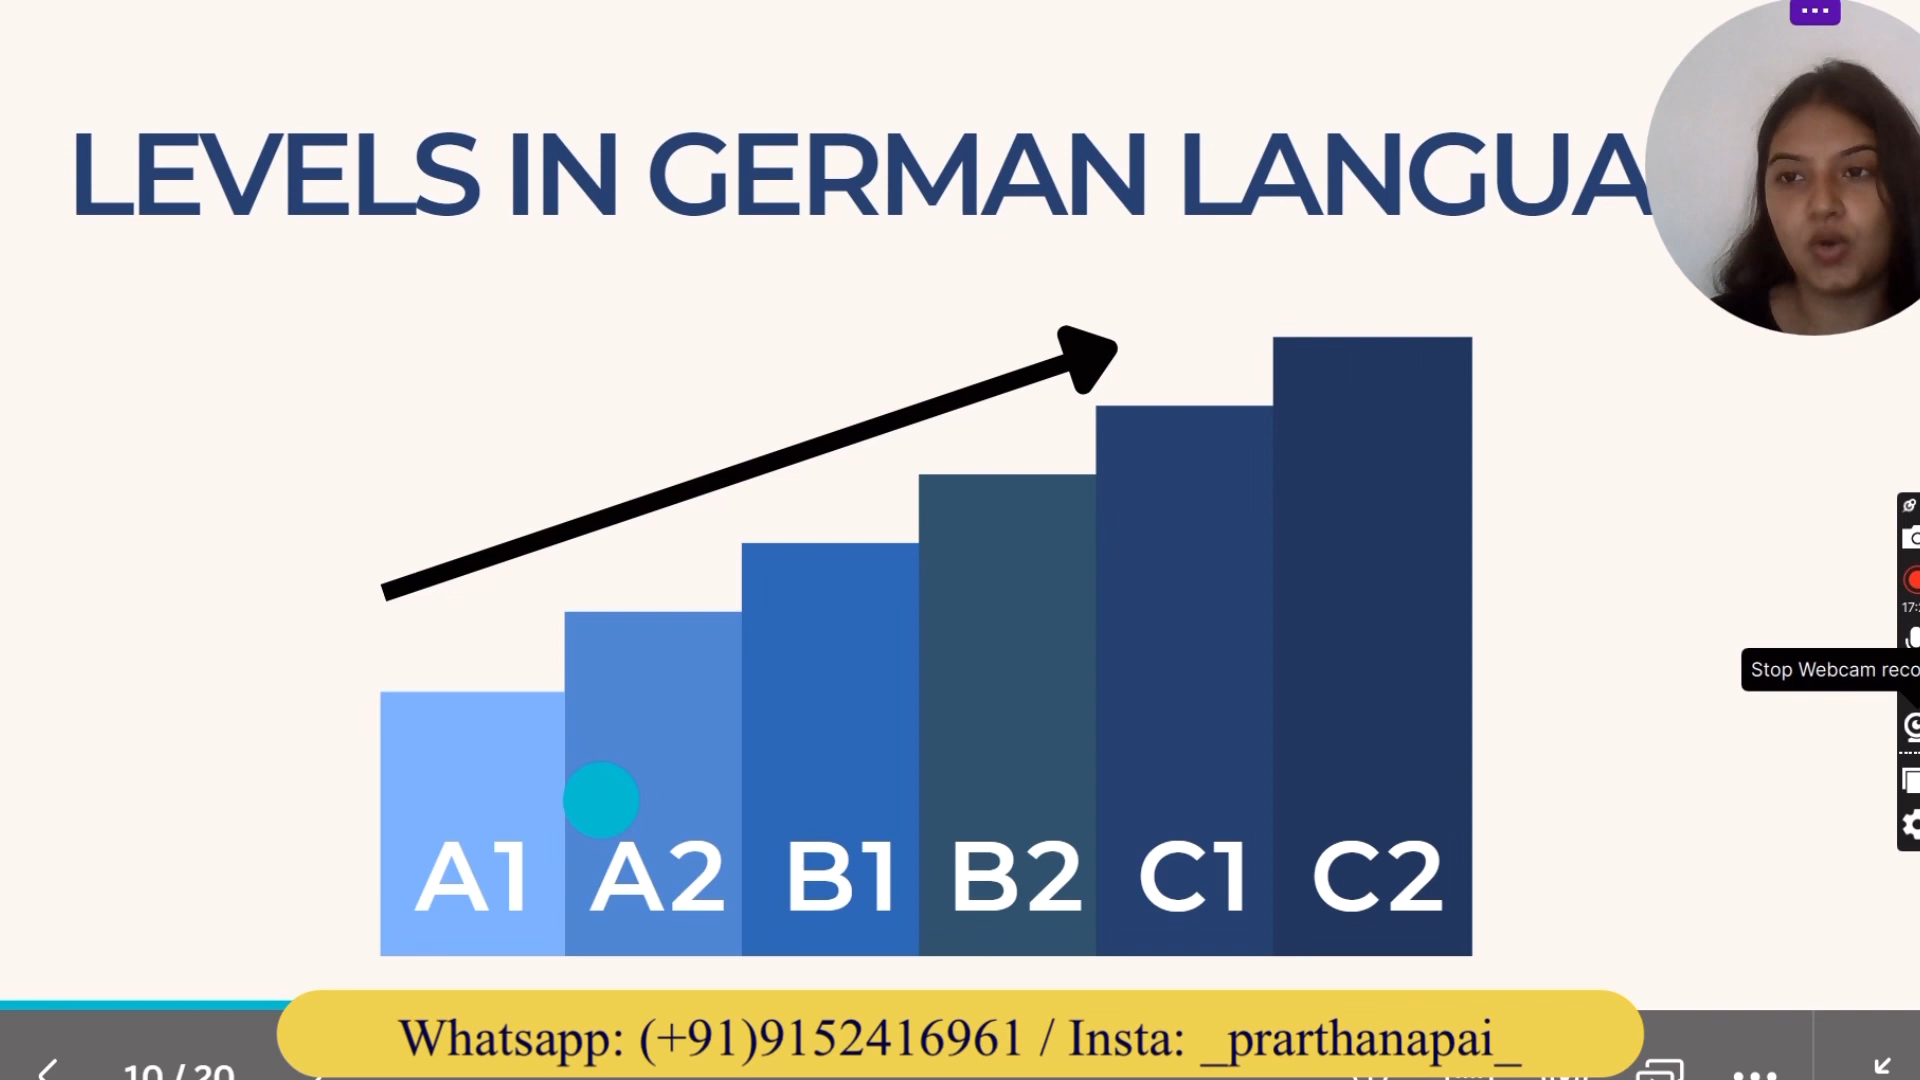 LEVELS IN GERMAN LANGUA
Stop Webcam reco
A1 A2 B1 B2 C1 C2
Whatsapp: (+91)9152416961 / Insta: _prarthanapai_
10 / 20